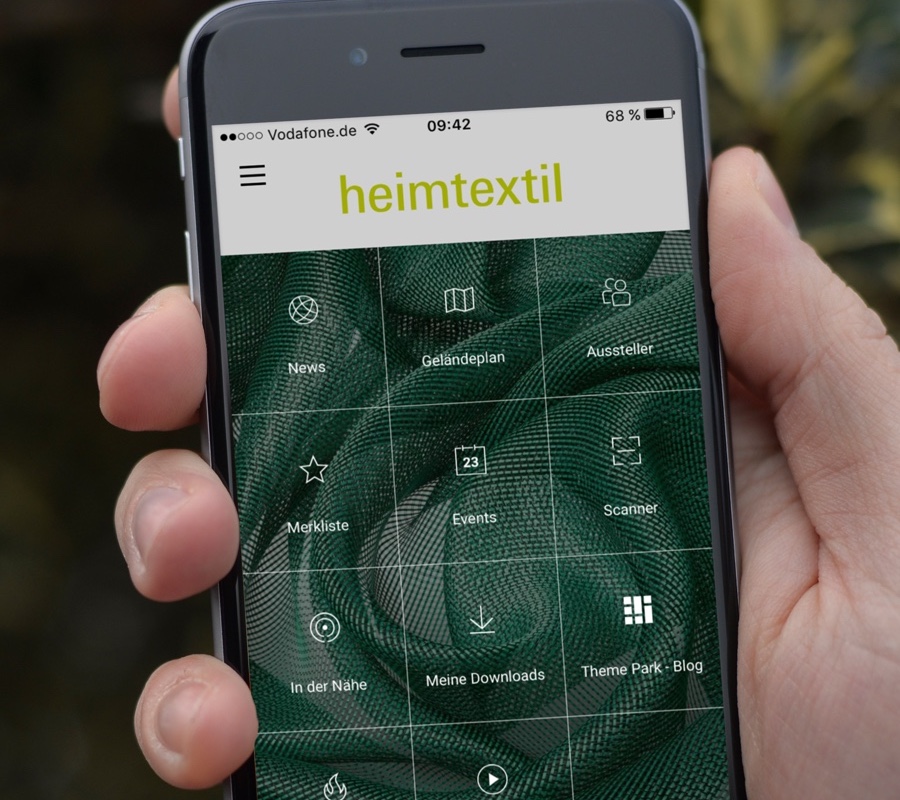 Vodafone.de 09:42 68 %
heimtextil
News Geländeplan Aussteller
23
Merkliste Events Scanner
In der Nähe Meine Downloads Theme Park - Blog